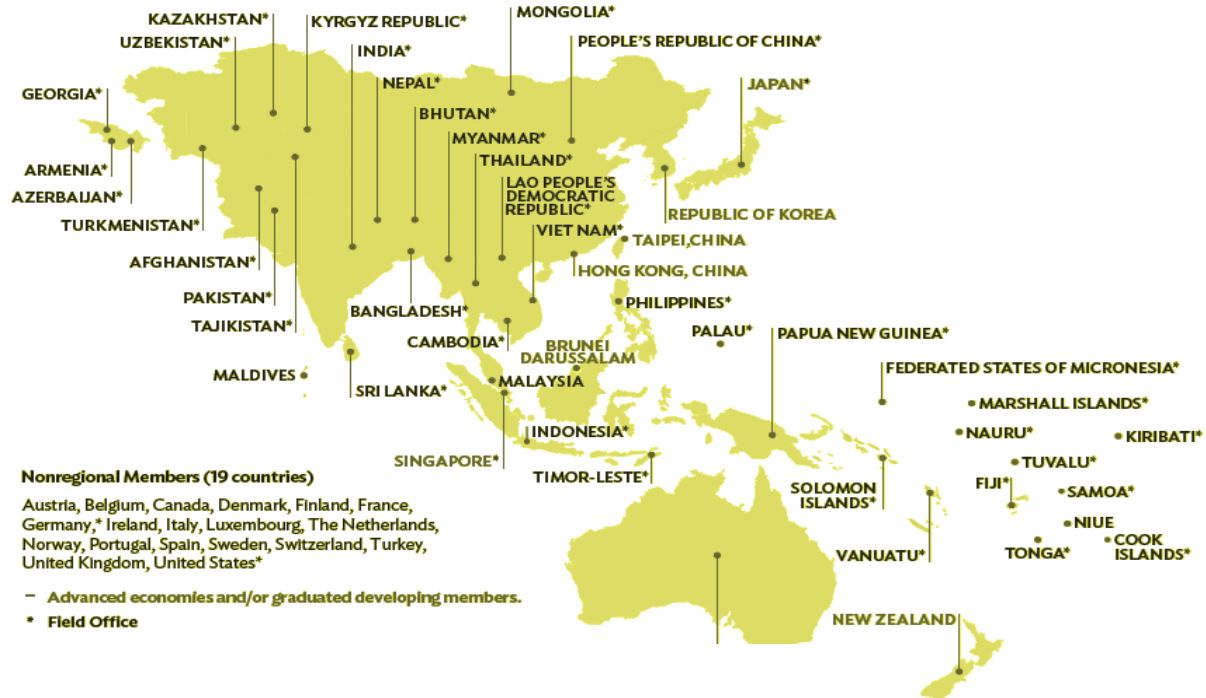 MONGOLIA*
KAZAKHSTAN*
KYRGYZ REPUBLIC*
UZBEKISTAN*
PEOPLE'S REPUBLIC OF CHINA*
INDIA*
NEPAL*
JAPAN*
GEORGIA*
BHUTAN*
MYANMAR*
THAILAND*
ARMENIA*
LAO PEOPLE'S
DEMOCRATIC
REPUBLIC*
AZERBAIJAN*
REPUBLIC OF KOREA
TURKMENISTAN*
VIET NAM*
TAIPEI,CHINA
AFGHANISTAN*
HONG KONG, CHINA
PAKISTAN*
BANGLADESH*
PHILIPPINES*
TAJIKISTAN*
PALAU*
PAPUA NEW GUINEA*
CAMBODIA*
BRUNEI
DARUSSALAM
FEDERATED STATES OF MICRONESIA*
MALDIVES
MALAYSIA
SRI LANKA*
MARSHALL ISLANDS*
INDONESIA*
NAURU*
KIRIBATI*
SINGAPORE*
TUVALU*
TIMOR-LESTE*
SOLOMON
ISLANDS*
FIJI*
SAMOA*
NIUE
VANUATU*
TONGA*
COOK
ISLANDS*
NEW ZEALAND
Nonregional Members (19 countries)
Austria, Belgium, Canada, Denmark, Finland, France,
Germany,* Ireland, Italy, Luxembourg, The Netherlands,
Norway, Portugal, Spain, Sweden, Switzerland, Turkey,
United Kingdom, United States*
– Advanced economies and/or graduated developing members.
* Field Office